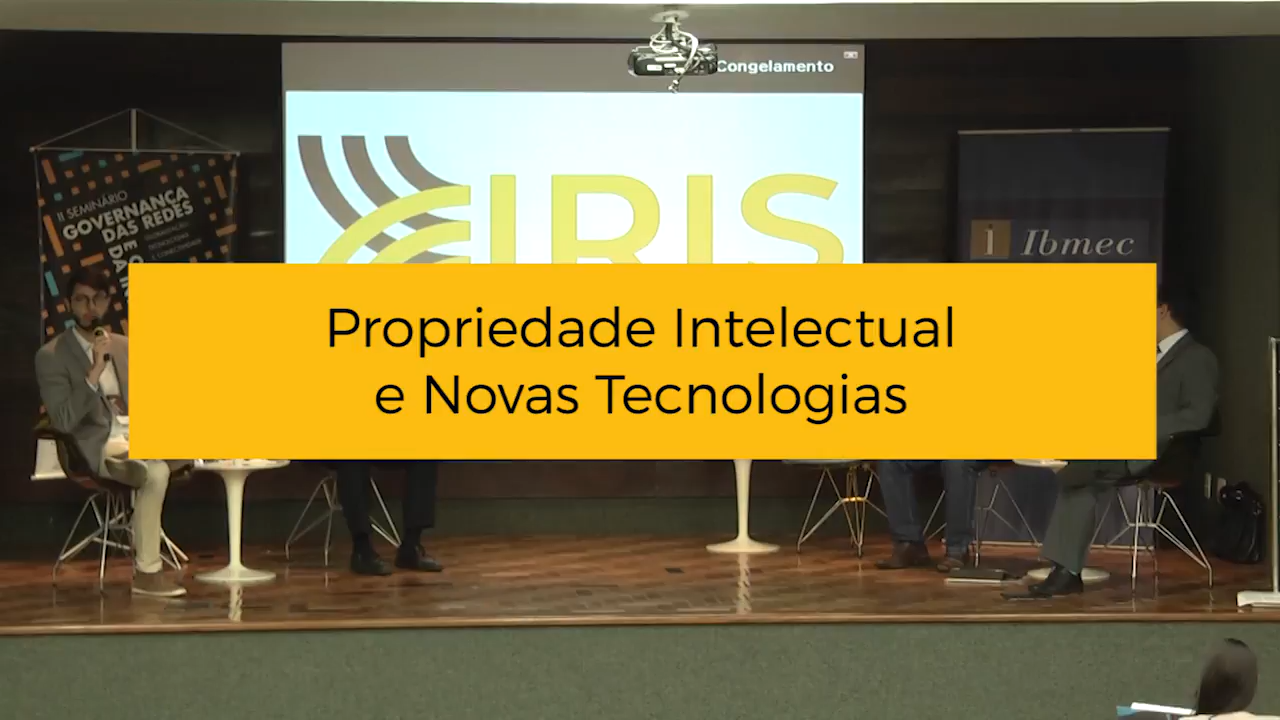 Congelamento
IRIS
II SEMINÁRIO
GOVERNANÇA
DAS REDES
i Ibmec
Propriedade Intelectual
e Novas Tecnologias